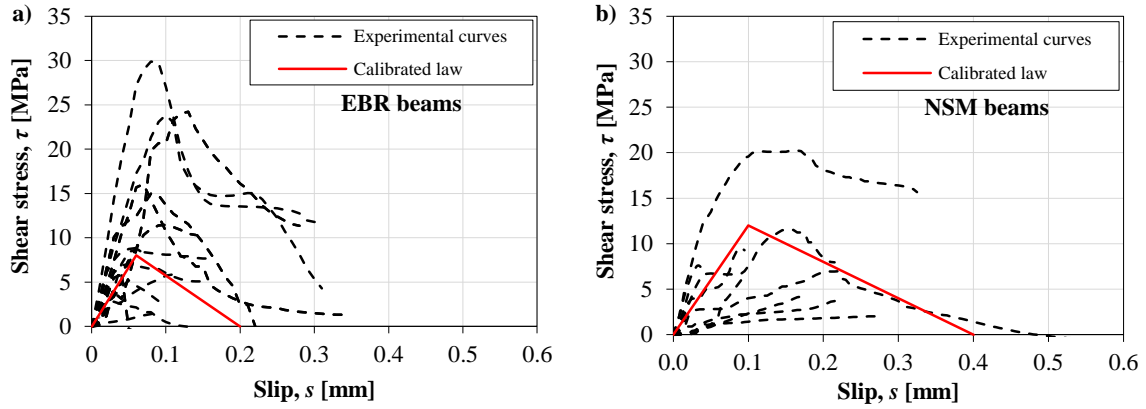 a)
35
30
25
20
15
10
5
0
Shear stress, τ [MPa]
Experimental curves
Calibrated law
EBR beams
0 0.1 0.2 0.3 0.4 0.5 0.6
Slip, s [mm]
b)
35
30
25
20
15
10
5
0
Shear stress, τ [MPa]
Experimental curves
Calibrated law
NSM beams
0.0 0.1 0.2 0.3 0.4 0.5 0.6
Slip, s [mm]